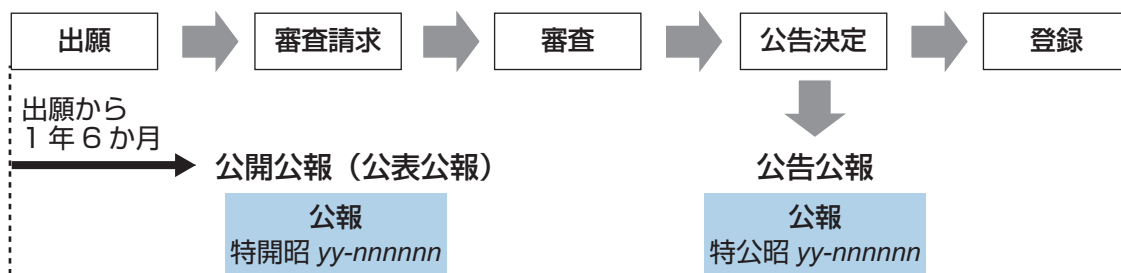 出願
審査請求
審査
公告決定
登録
出願から
1年6か月
公開公報（公表公報）
公告公報
公報
特開昭 yy-nnnnnn
公報
特公昭 yy-nnnnnn